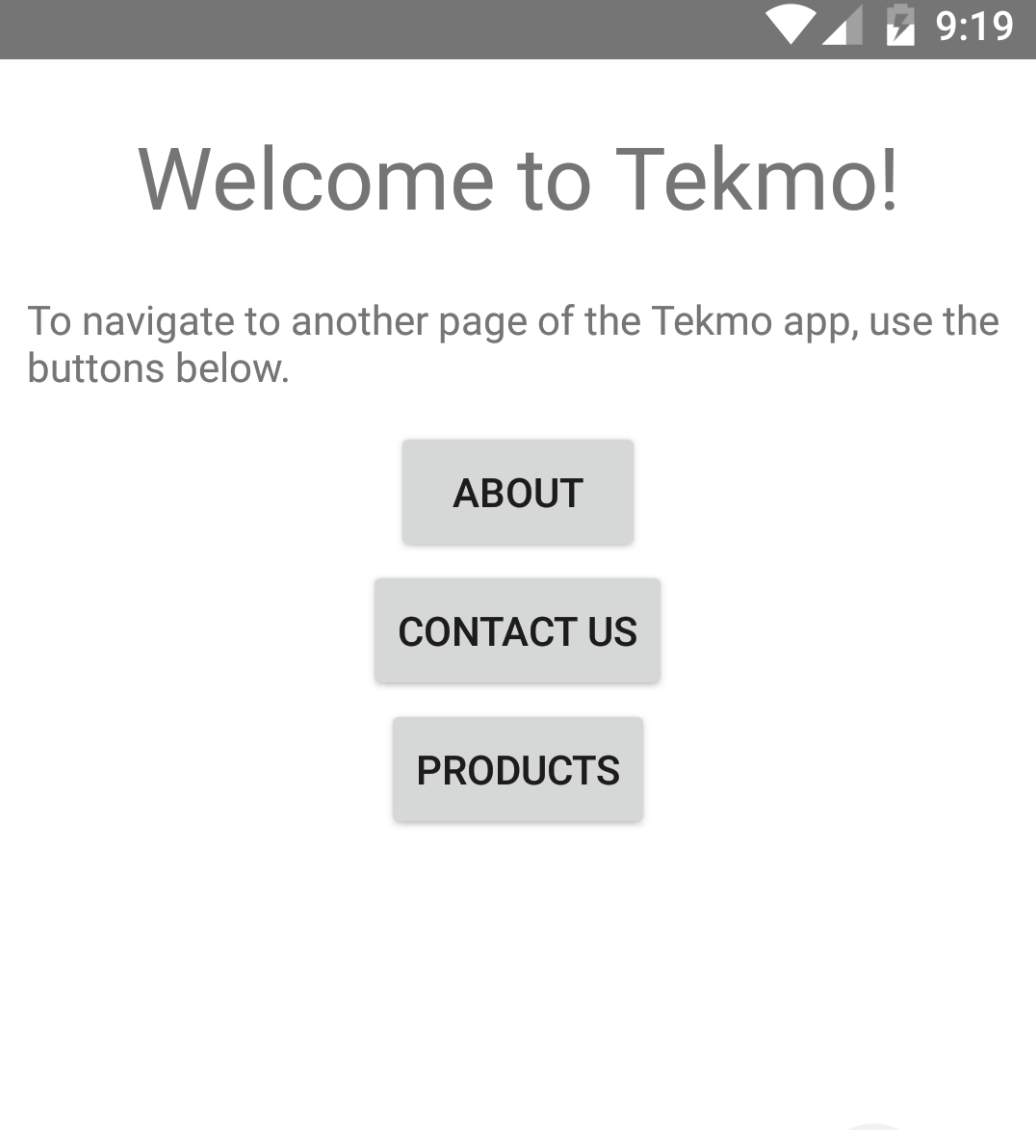 9:19
Welcome to Tekmo!
To navigate to another page of the Tekmo app, use the
buttons below.
ABOUT
CONTACT US
PRODUCTS